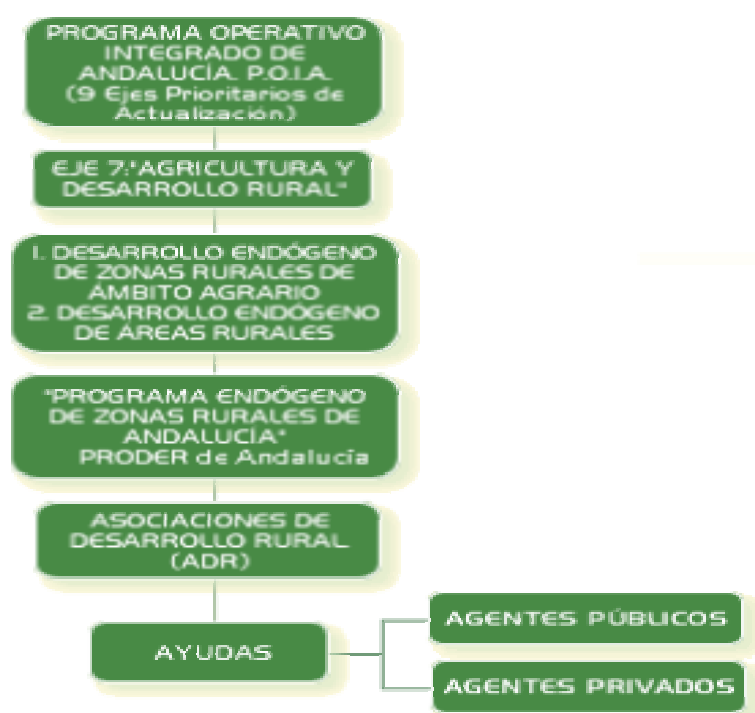 PROGRAMA OPERATIVO
INTEGRADO DE
ANDALUCÍA. P.O.I.A.
(9 Ejes Prioritarios de
Actualización)
EJE 7:"AGRICULTURA Y
DESARROLLO RURAL"
1. DESARROLLO ENDÓGENO
DE ZONAS RURALES DE
ÁMBITO AGRARIO
2. DESARROLLO ENDÓGENO
DE ÁREAS RURALES
"PROGRAMA ENDÓGENO
DE ZONAS RURALES DE
ANDALUCÍA"
PRODER de Andalucía
ASOCIACIONES DE
DESARROLLO RURAL.
(ADR)
AYUDAS
AGENTES PÚBLICOS
AGENTES PRIVADOS